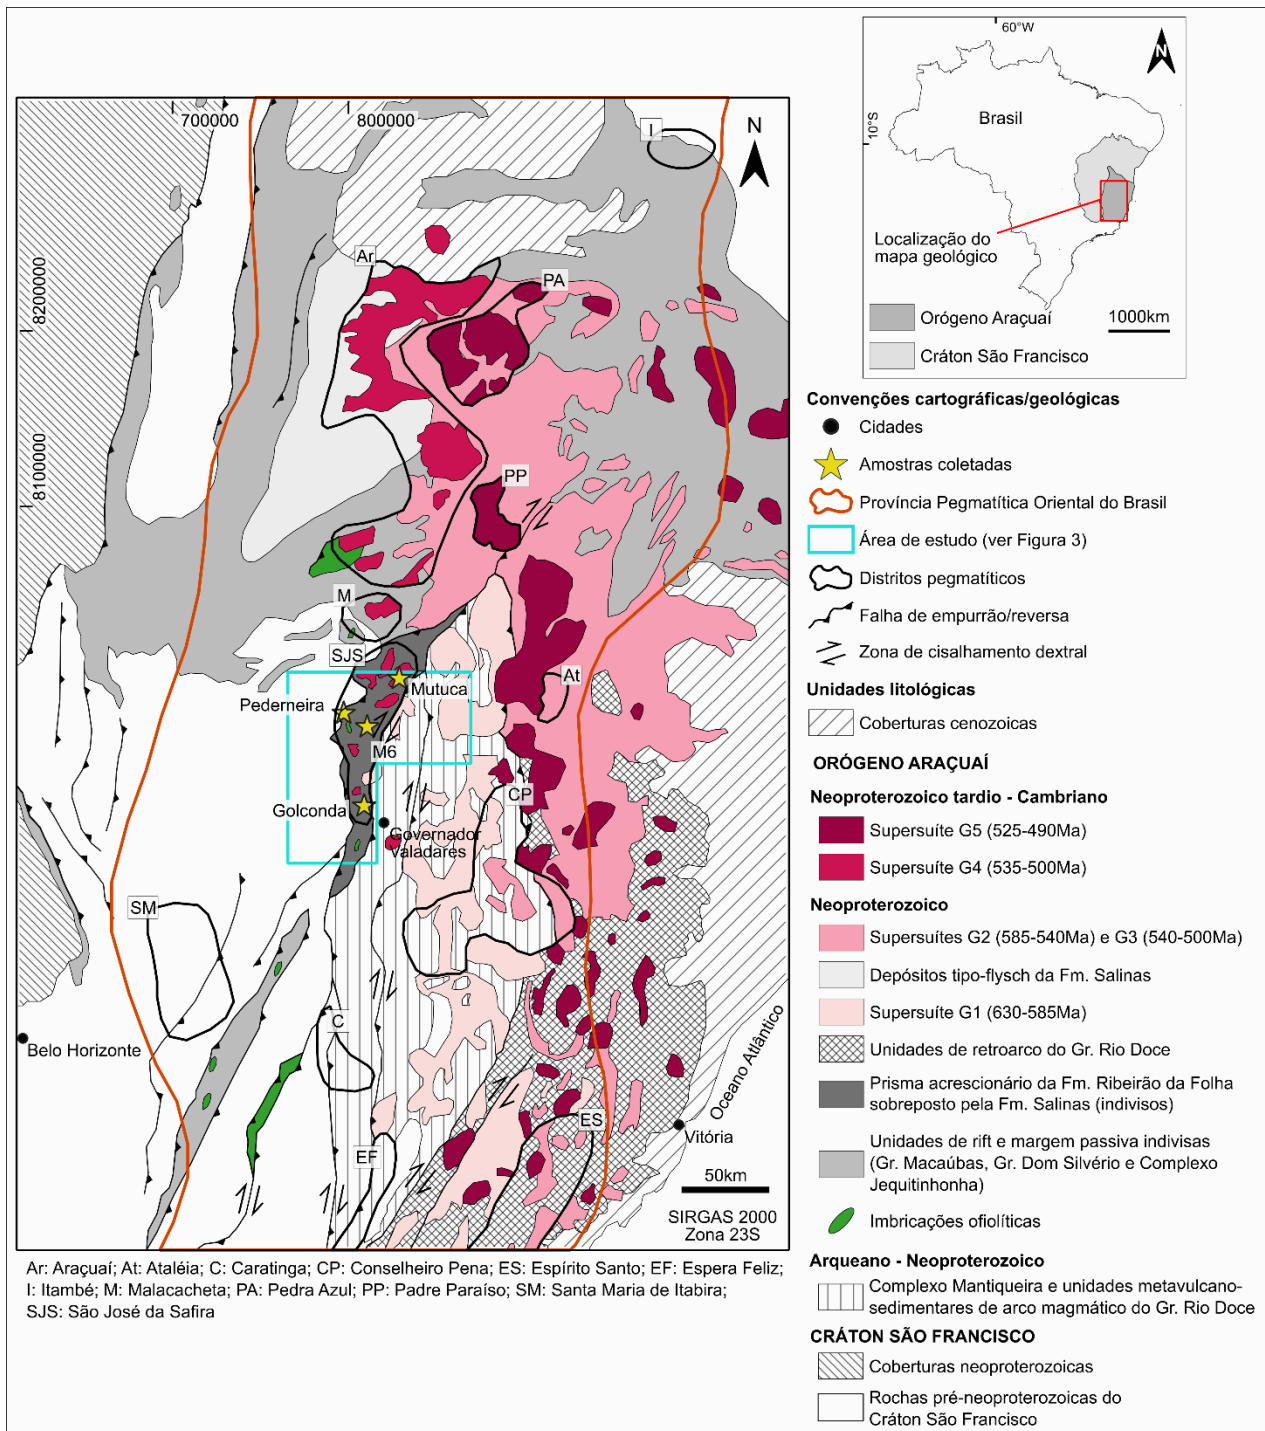 60°W
N
10°S
Brasil
Localização do
mapa geológico
Orógeno Araçuaí
1000km
Cráton São Francisco
700000
800000
8200000
8100000
N
I
Ar
PA
PP
M
SJS
At
Mutuca
Pederneira
M6
CP
Golconda
Governador
Valadares
SM
C
Belo Horizonte
Oceano Atlântico
ES
Vitória
EF
50km
SIRGAS 2000
Zona 23S
Ar: Araçuaí; At: Ataléia; C: Caratinga; CP: Conselheiro Pena; ES: Espírito Santo; EF: Espera Feliz;
I: Itambé; M: Malacacheta; PA: Pedra Azul; PP: Padre Paraíso; SM: Santa Maria de Itabira;
SJS: São José da Safira
Convenções cartográficas/geológicas
Cidades
Amostras coletadas
Província Pegmatítica Oriental do Brasil
Área de estudo (ver Figura 3)
Distritos pegmatíticos
Falha de empurrão/reversa
Zona de cisalhamento dextral
Unidades litológicas
Coberturas cenozoicas
ORÓGENO ARAÇUAÍ
Neoproterozoico tardio - Cambriano
Supersuíte G5 (525-490Ma)
Supersuíte G4 (535-500Ma)
Neoproterozoico
Supersuítes G2 (585-540Ma) e G3 (540-500Ma)
Depósitos tipo-flysch da Fm. Salinas
Supersuíte G1 (630-585Ma)
Unidades de retroarco do Gr. Rio Doce
Prisma acrescionário da Fm. Ribeirão da Folha
sobreposto pela Fm. Salinas (indivisos)
Unidades de rift e margem passiva indivisas
(Gr. Macaúbas, Gr. Dom Silvério e Complexo
Jequitinhonha)
Imbricações ofiolíticas
Arqueano - Neoproterozoico
Complexo Mantiqueira e unidades metavulcano-
sedimentares de arco magmático do Gr. Rio Doce
CRÁTON SÃO FRANCISCO
Coberturas neoproterozoicas
Rochas pré-neoproterozoicas do
Cráton São Francisco